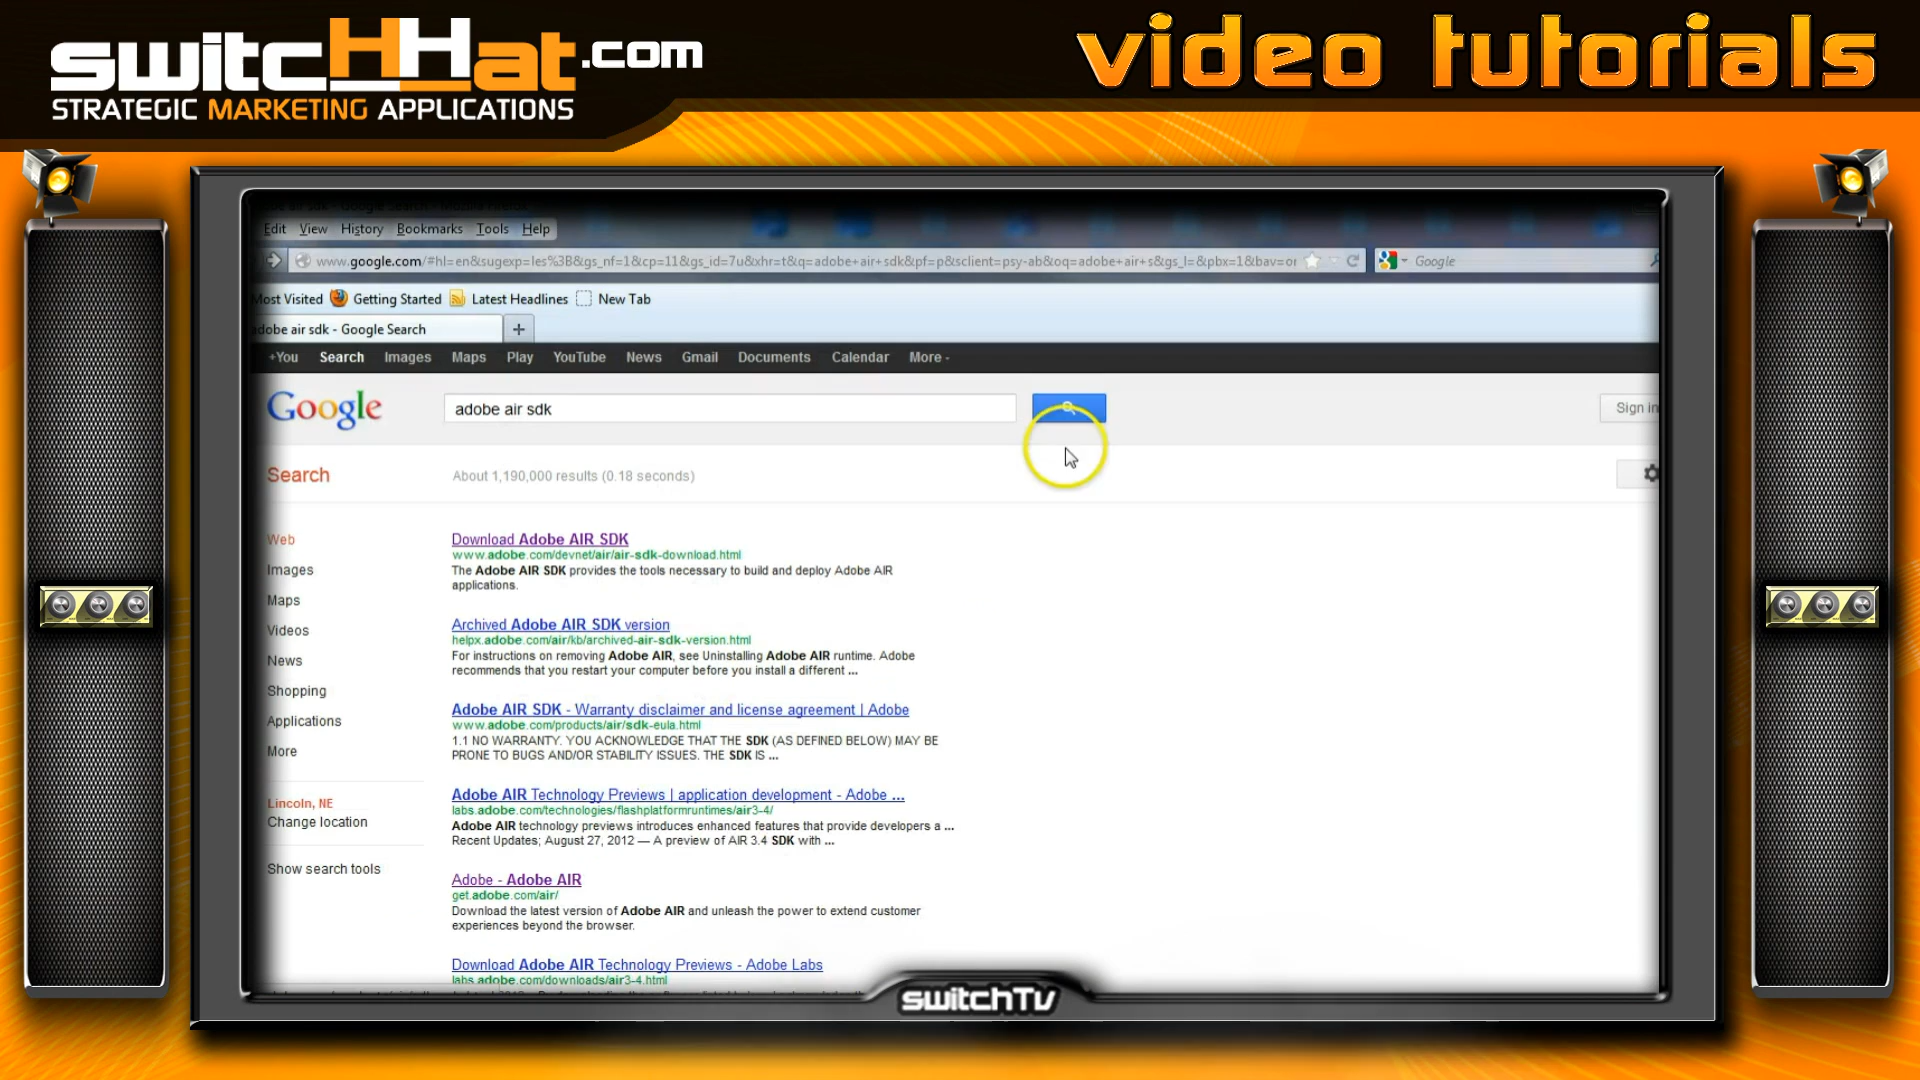 switcHHat.com
STRATEGIC MARKETING APPLICATIONS
video tutorials
Edit View History Bookmarks Tools Help
www.google.com/#hl=en&sugexp=les%3B&gs_nf=1&cp=11&gs_id=7u&xhr=t&q=adobe+air+sdk&pf=p&sclient=psy-ab&oq=adobe+air+s&gs_l=&pbx=1&bav=or
Google
Most Visited Getting Started Latest Headlines New Tab
adobe air sdk - Google Search
+You Search Images Maps Play YouTube News Gmail Documents Calendar More
Google
adobe air sdk
Sign in
Search
About 1,190,000 results (0.18 seconds)
Web
Images
Maps
Videos
News
Shopping
Applications
More
Lincoln, NE
Change location
Show search tools
Download Adobe AIR SDK
www.adobe.com/devnet/air/air-sdk-download.html
The Adobe AIR SDK provides the tools necessary to build and deploy Adobe AIR
applications.
Archived Adobe AIR SDK version
helpx.adobe.com/air/kb/archived-air-sdk-version.html
For instructions on removing Adobe AIR, see Uninstalling Adobe AIR runtime. Adobe
recommends that you restart your computer before you install a different ...
Adobe AIR SDK - Warranty disclaimer and license agreement | Adobe
www.adobe.com/products/air/sdk-eula.html
1.1 NO WARRANTY. YOU ACKNOWLEDGE THAT THE SDK (AS DEFINED BELOW) MAY BE
PRONE TO BUGS AND/OR STABILITY ISSUES. THE SDK IS ...
Adobe AIR Technology Previews | application development - Adobe ...
labs.adobe.com/technologies/flashplatformruntimes/air3-4/
Adobe AIR technology previews introduces enhanced features that provide developers a ...
Recent Updates; August 27, 2012 — A preview of AIR 3.4 SDK with ...
Adobe - Adobe AIR
get.adobe.com/air/
Download the latest version of Adobe AIR and unleash the power to extend customer
experiences beyond the browser.
Download Adobe AIR Technology Previews - Adobe Labs
labs.adobe.com/downloads/air3-4.html
switchTV